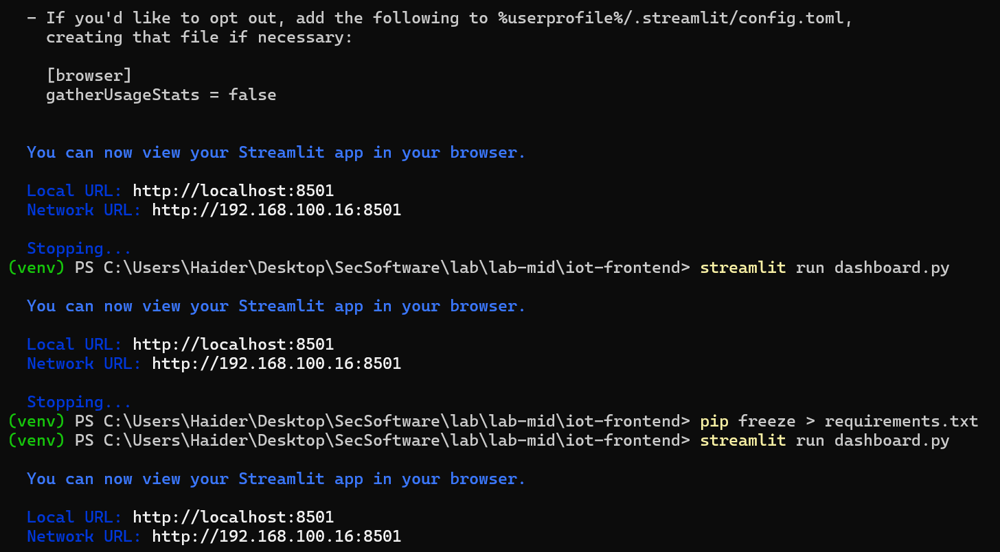 - If you'd like to opt out, add the following to %userprofile%/.streamlit/config.toml,
creating that file if necessary:
[browser]
gatherUsageStats = false
You can now view your Streamlit app in your browser.
Local URL: http://localhost:8501
Network URL: http://192.168.100.16:8501
Stopping...
(venv) PS C:\Users\Haider\Desktop\SecSoftware\lab\lab-mid\iot-frontend> streamlit run dashboard.py
You can now view your Streamlit app in your browser.
Local URL: http://localhost:8501
Network URL: http://192.168.100.16:8501
Stopping...
(venv) PS C:\Users\Haider\Desktop\SecSoftware\lab\lab-mid\iot-frontend> pip freeze > requirements.txt
(venv) PS C:\Users\Haider\Desktop\SecSoftware\lab\lab-mid\iot-frontend> streamlit run dashboard.py
You can now view your Streamlit app in your browser.
Local URL: http://localhost:8501
Network URL: http://192.168.100.16:8501